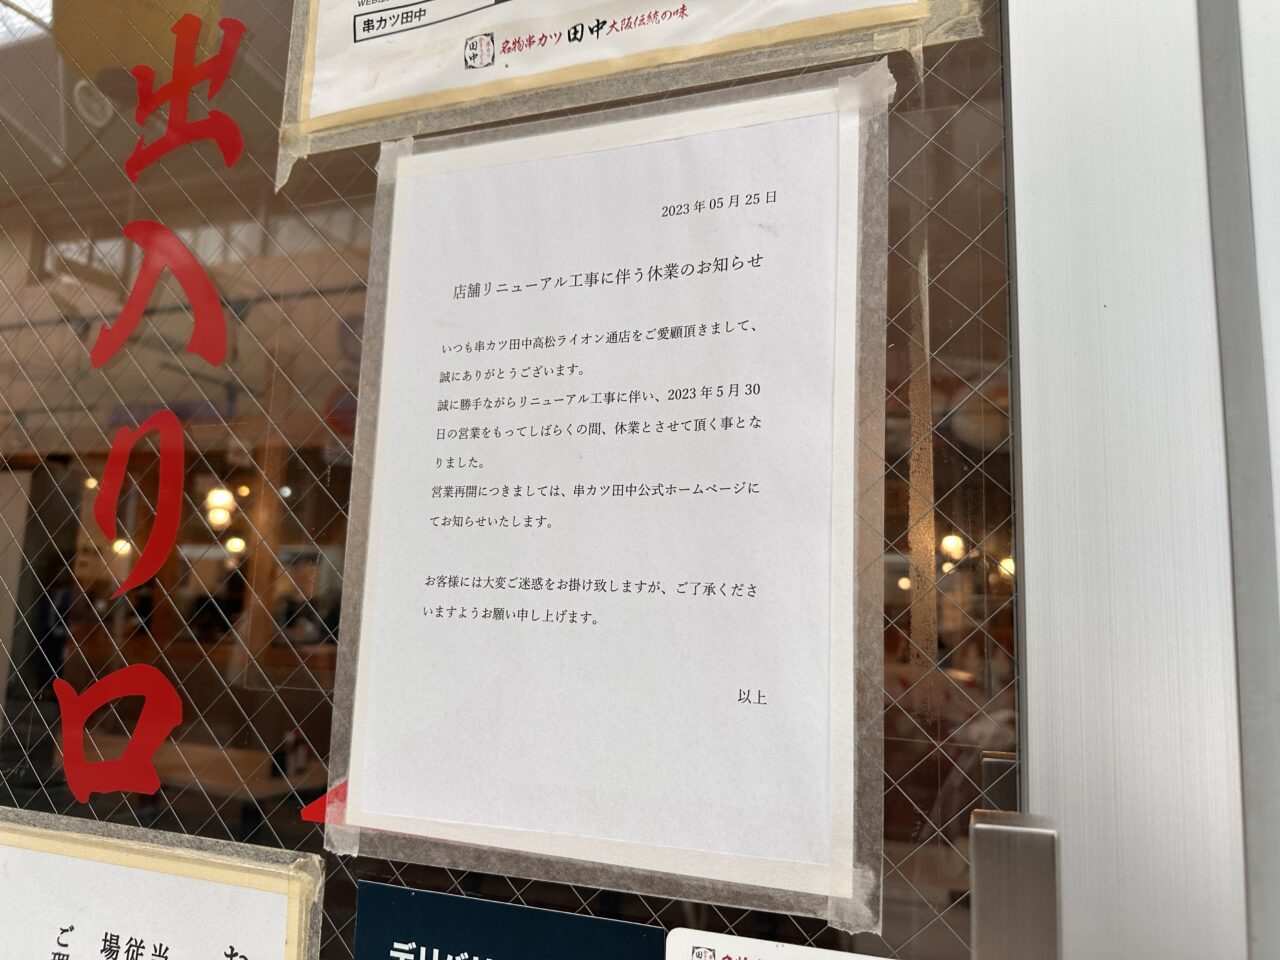 串カツ田中
名物串カツ 田中 大阪伝統の味
出入り口
2023年05月25日
店舗リニューアル工事に伴う休業のお知らせ
いつも串カツ田中高松ライオン通店をご愛顧頂きまして、
誠にありがとうございます。
誠に勝手ながらリニューアル工事に伴い、2023年5月30
日の営業をもってしばらくの間、休業とさせて頂く事とな
りました。
営業再開につきましては、串カツ田中公式ホームページに
てお知らせいたします。
お客様には大変ご迷惑をお掛け致しますが、ご了承くださ
いますようお願い申し上げます。
以上